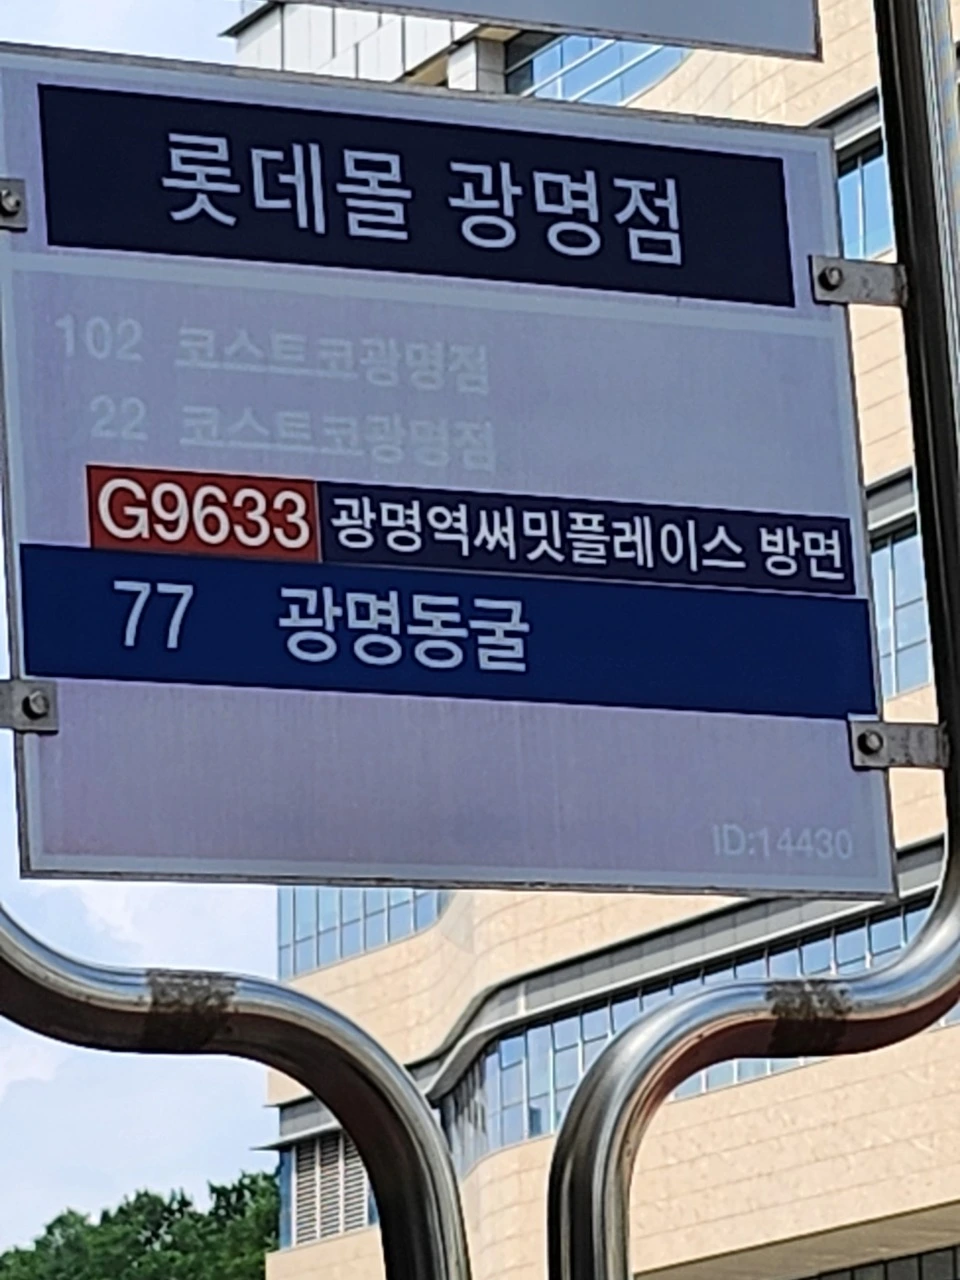 롯데몰 광명점
102 코스트코광명점
22 코스트코광명점
G9633 광명역써밋플레이스 방면
77 광명동굴
ID:14430